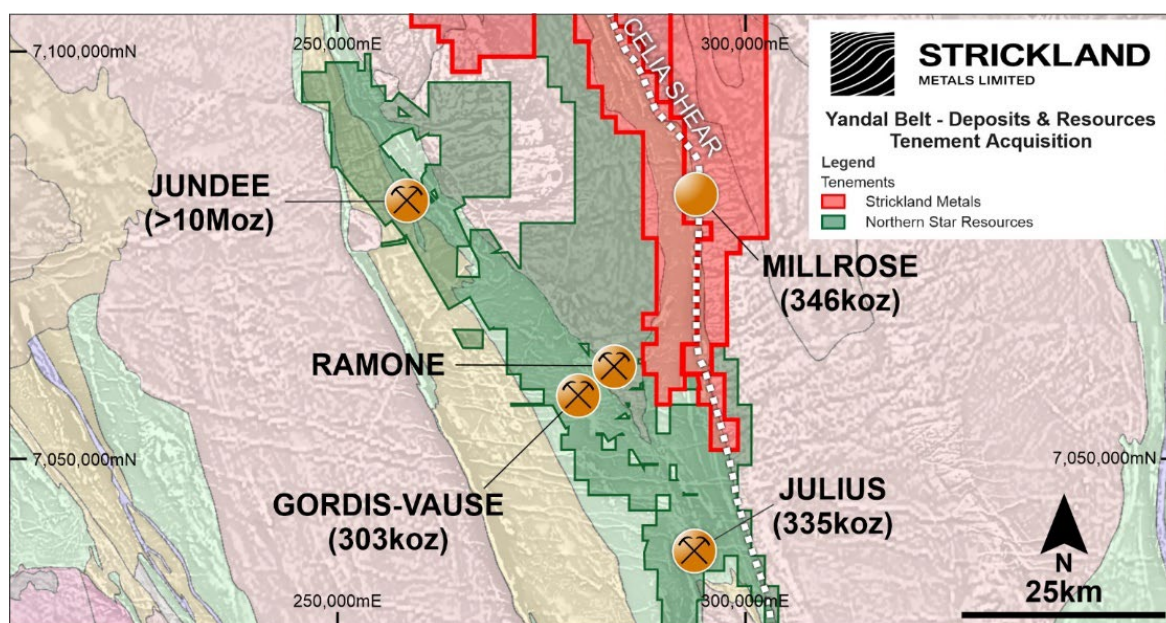 250,000mE
300,000mE
7,100,000mN
CELIA SHEAR
STRICKLAND
METALS LIMITED
Yandal Belt - Deposits & Resources
Tenement Acquisition
Legend
Tenements
Strickland Metals
Northern Star Resources
JUNDEE
(>10Moz)
MILLROSE
(346koz)
RAMONE
7,050,000mN
7,050,000mN
GORDIS-VAUSE
(303koz)
JULIUS
(335koz)
N
25km
250,000mE
300,000mE